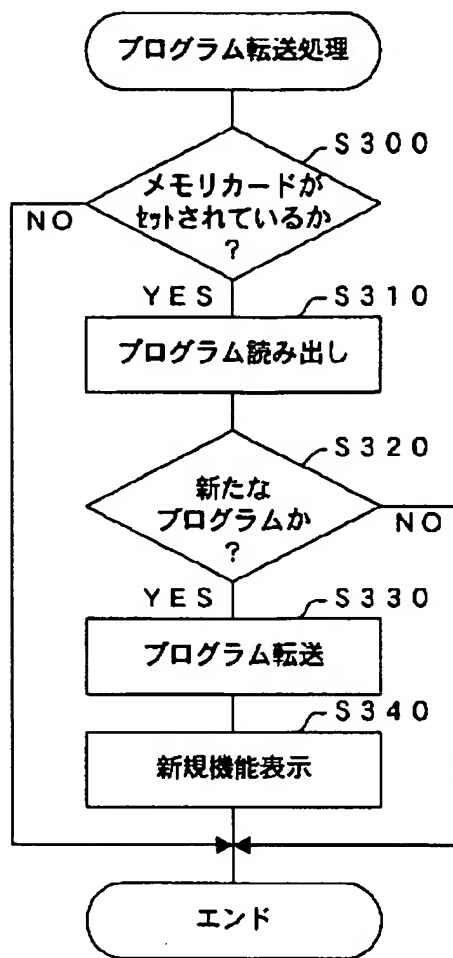 プログラム転送処理
S300
メモリカードが
ｾｯﾄされているか
?
NO
YES
S310
プログラム読み出し
S320
新たな
プログラムか
?
NO
YES
S330
プログラム転送
S340
新規機能表示
エンド